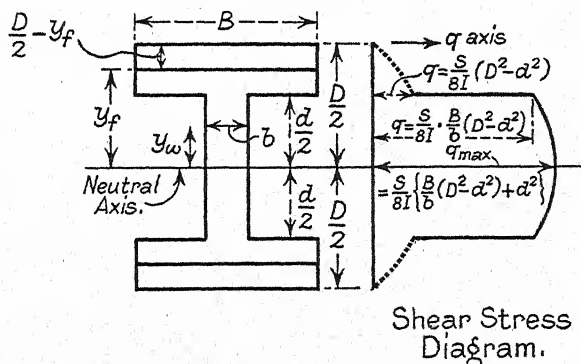 B
D/2 - y_f
y_f
y_w
b
d/2
d/2
D/2
D/2
Neutral
Axis.
q axis
q = S/8I (D² - d²)
q = S/8I · B/b (D² - d²)
q_max
= S/8I {B/b (D² - d²) + d²}
Shear Stress
Diagram.